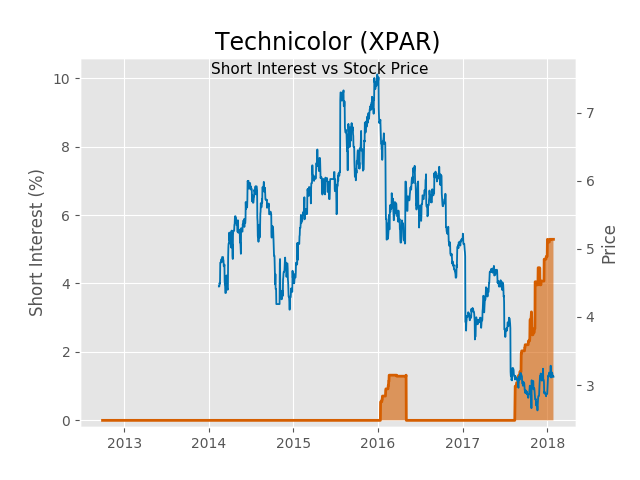 Technicolor (XPAR)
Short Interest vs Stock Price
Short Interest (%)
10
8
6
4
2
0
7
6
5
4
3
Price
2013 2014 2015 2016 2017 2018